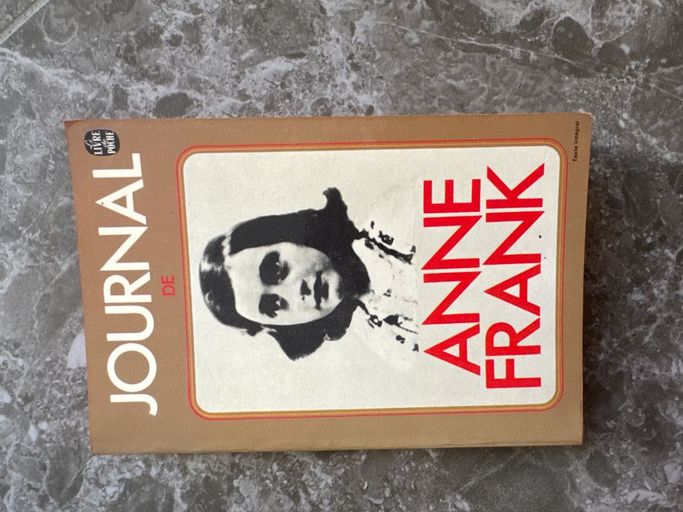 Le
LIVRE
DE
POCHE
JOURNAL
DE
ANNE
FRANK
Texte intégral